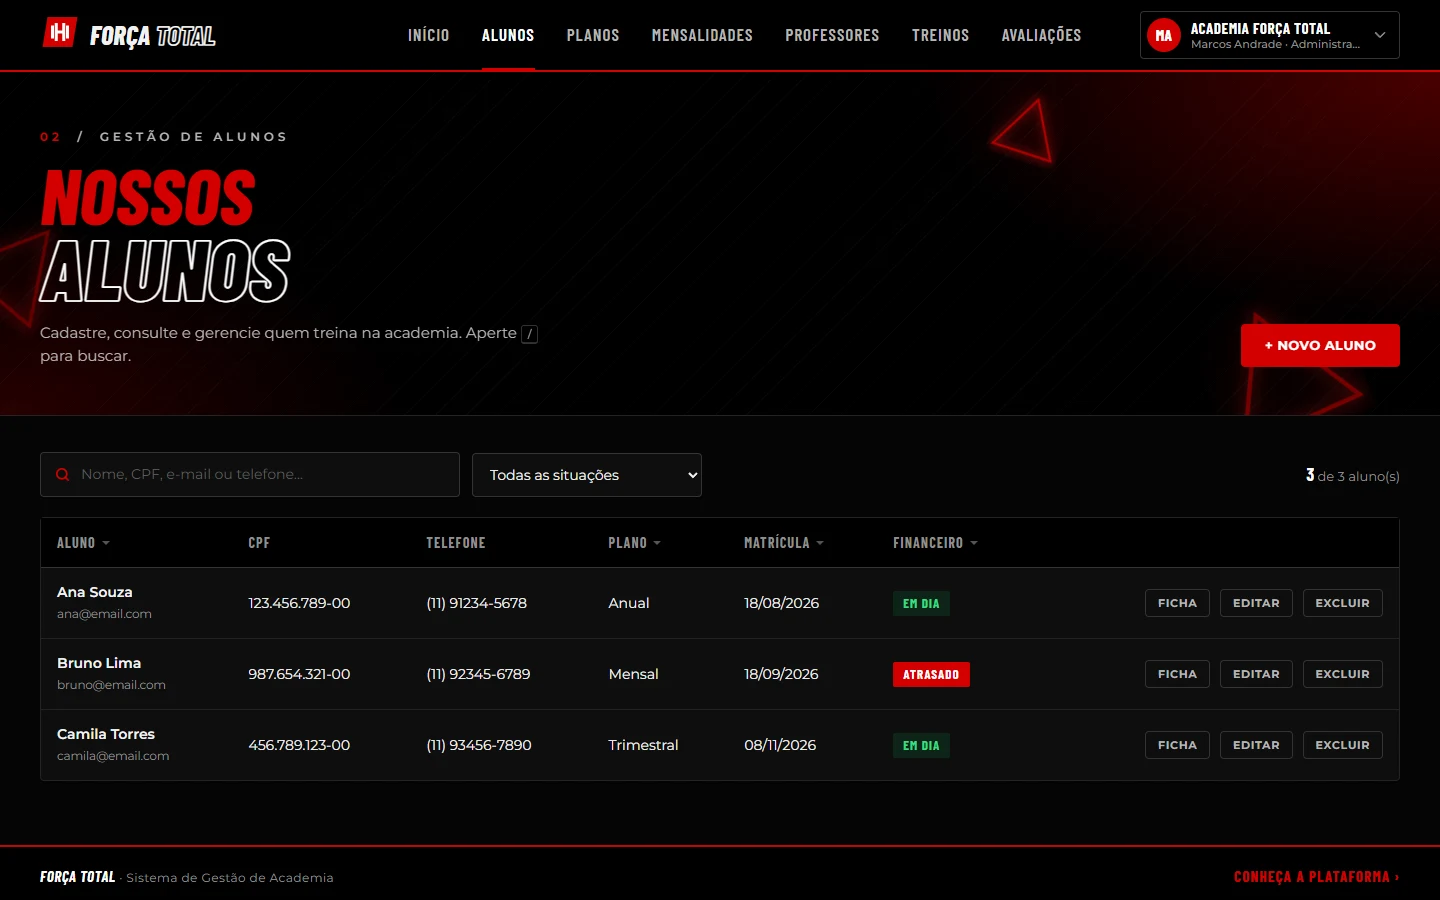 FORÇA TOTAL
INÍCIO
ALUNOS
PLANOS
MENSALIDADES
PROFESSORES
TREINOS
AVALIAÇÕES
MA
ACADEMIA FORÇA TOTAL
Marcos Andrade · Administra...
02 / GESTÃO DE ALUNOS
NOSSOS
ALUNOS
Cadastre, consulte e gerencie quem treina na academia. Aperte /
para buscar.
+ NOVO ALUNO
Nome, CPF, e-mail ou telefone...
Todas as situações
3 de 3 aluno(s)
ALUNO CPF TELEFONE PLANO MATRÍCULA FINANCEIRO
Ana Souza
ana@email.com
123.456.789-00 (11) 91234-5678 Anual 18/08/2026 EM DIA FICHA EDITAR EXCLUIR
Bruno Lima
bruno@email.com
987.654.321-00 (11) 92345-6789 Mensal 18/09/2026 ATRASADO FICHA EDITAR EXCLUIR
Camila Torres
camila@email.com
456.789.123-00 (11) 93456-7890 Trimestral 08/11/2026 EM DIA FICHA EDITAR EXCLUIR
FORÇA TOTAL · Sistema de Gestão de Academia
CONHEÇA A PLATAFORMA ›